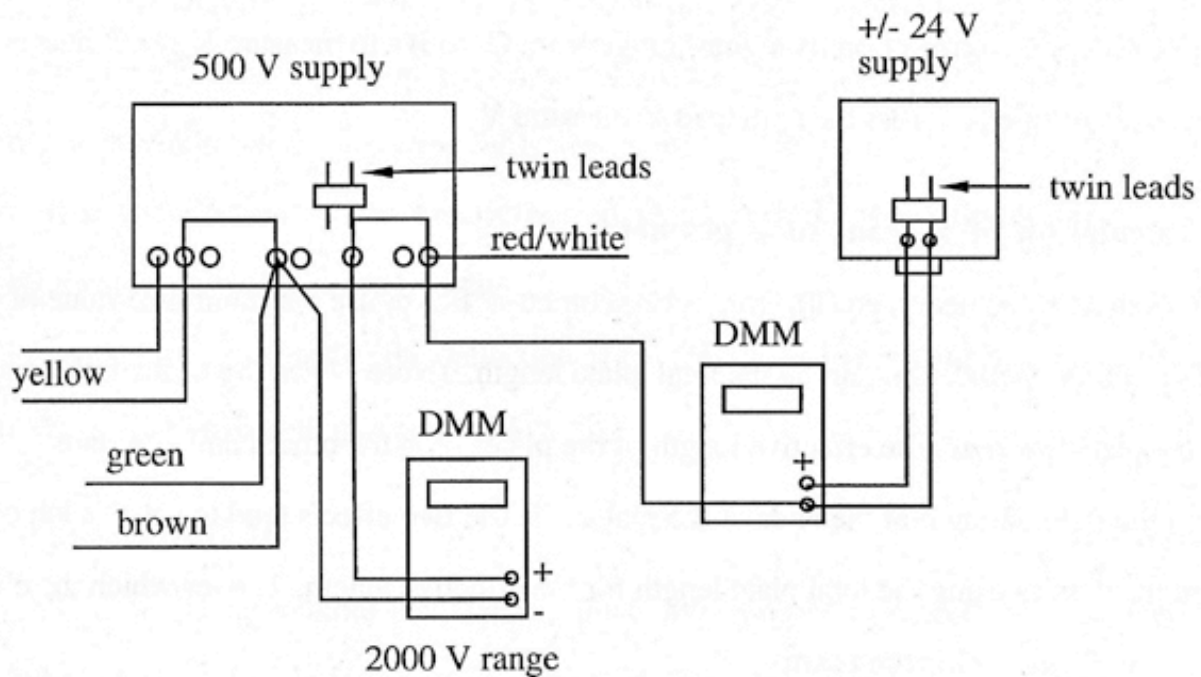 +/- 24 V
supply
500 V supply
twin leads
twin leads
red/white
DMM
yellow
DMM
green
+
brown
+
-
2000 V range